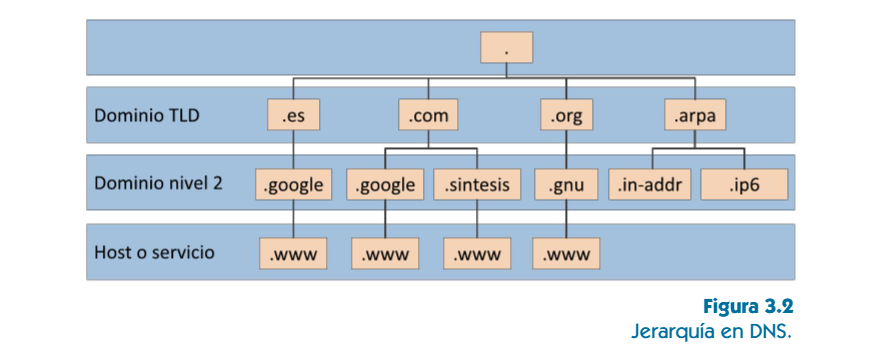 .
Dominio TLD .es .com .org .arpa
Dominio nivel 2 .google .google .sintesis .gnu .in-addr .ip6
Host o servicio .www .www .www .www
Figura 3.2
Jerarquía en DNS.